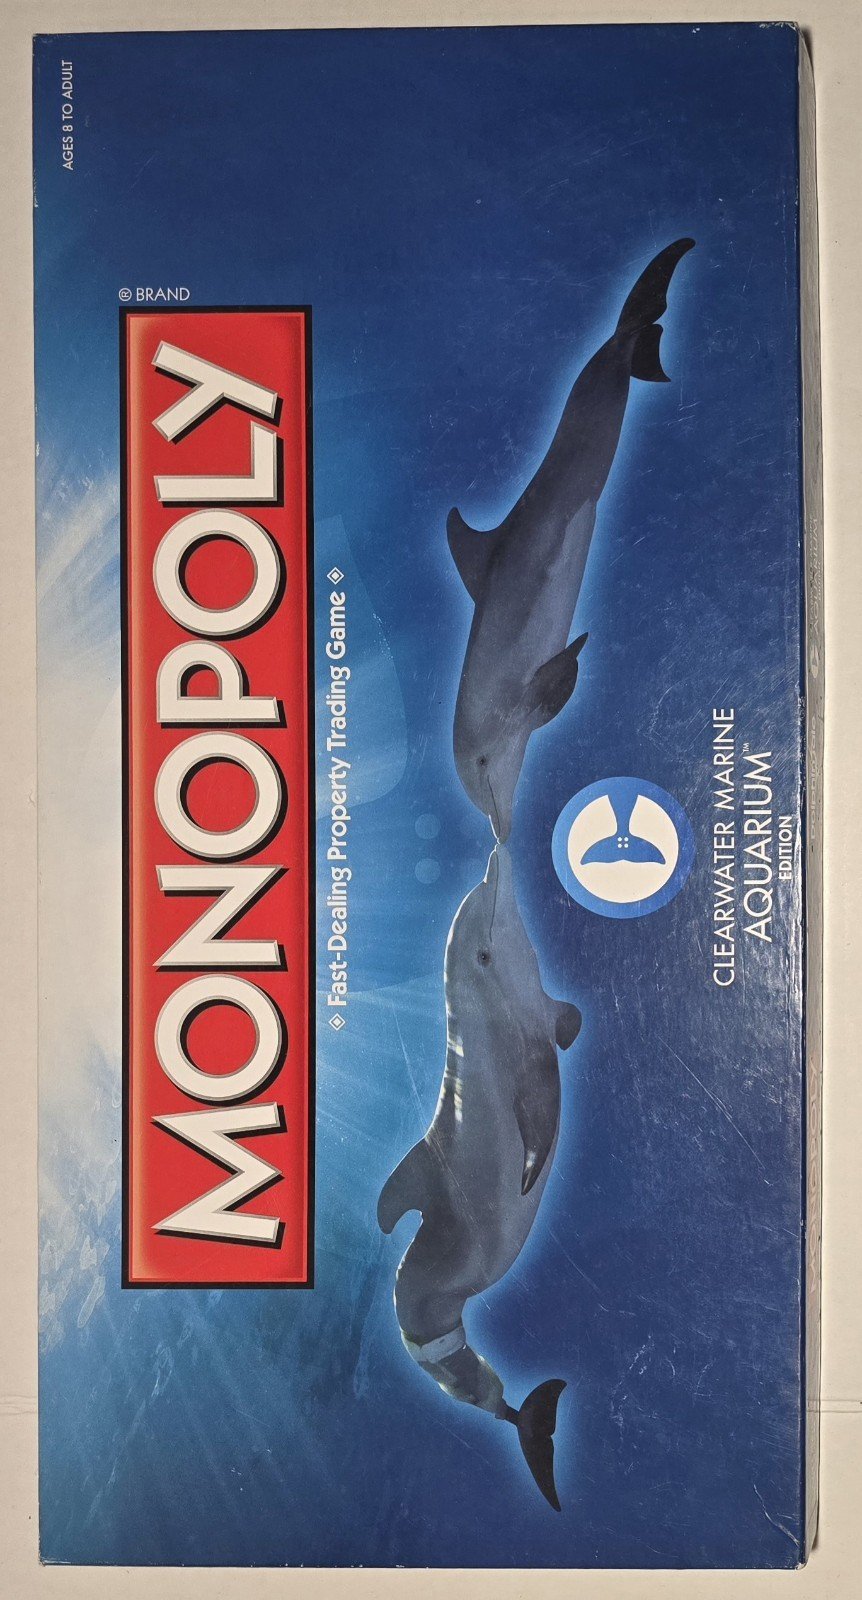 AGES 8 TO ADULT
® BRAND
MONOPOLY
Fast-Dealing Property Trading Game
CLEARWATER MARINE
AQUARIUM™
EDITION